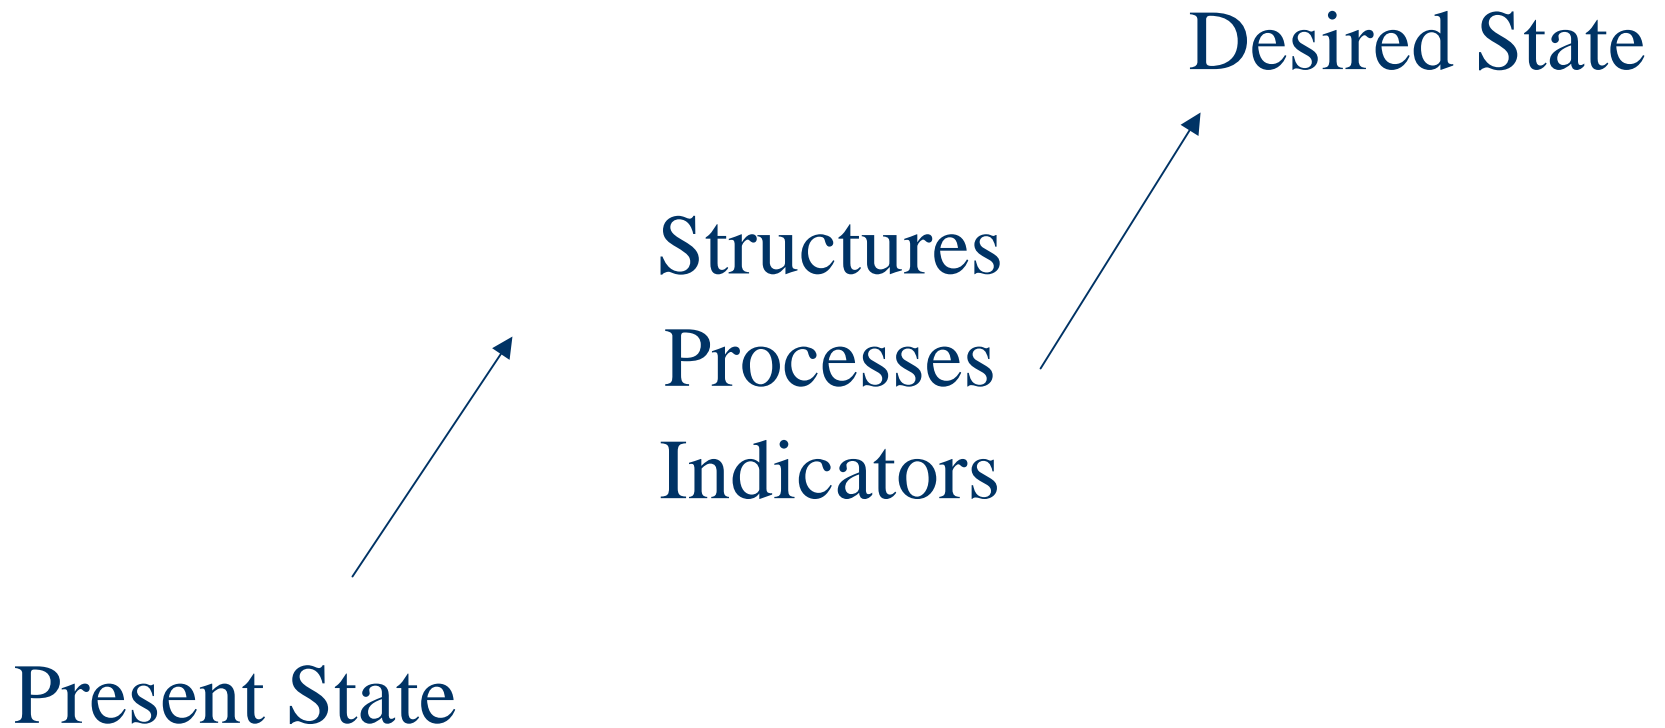 Desired State
Structures
Processes
Indicators
Present State